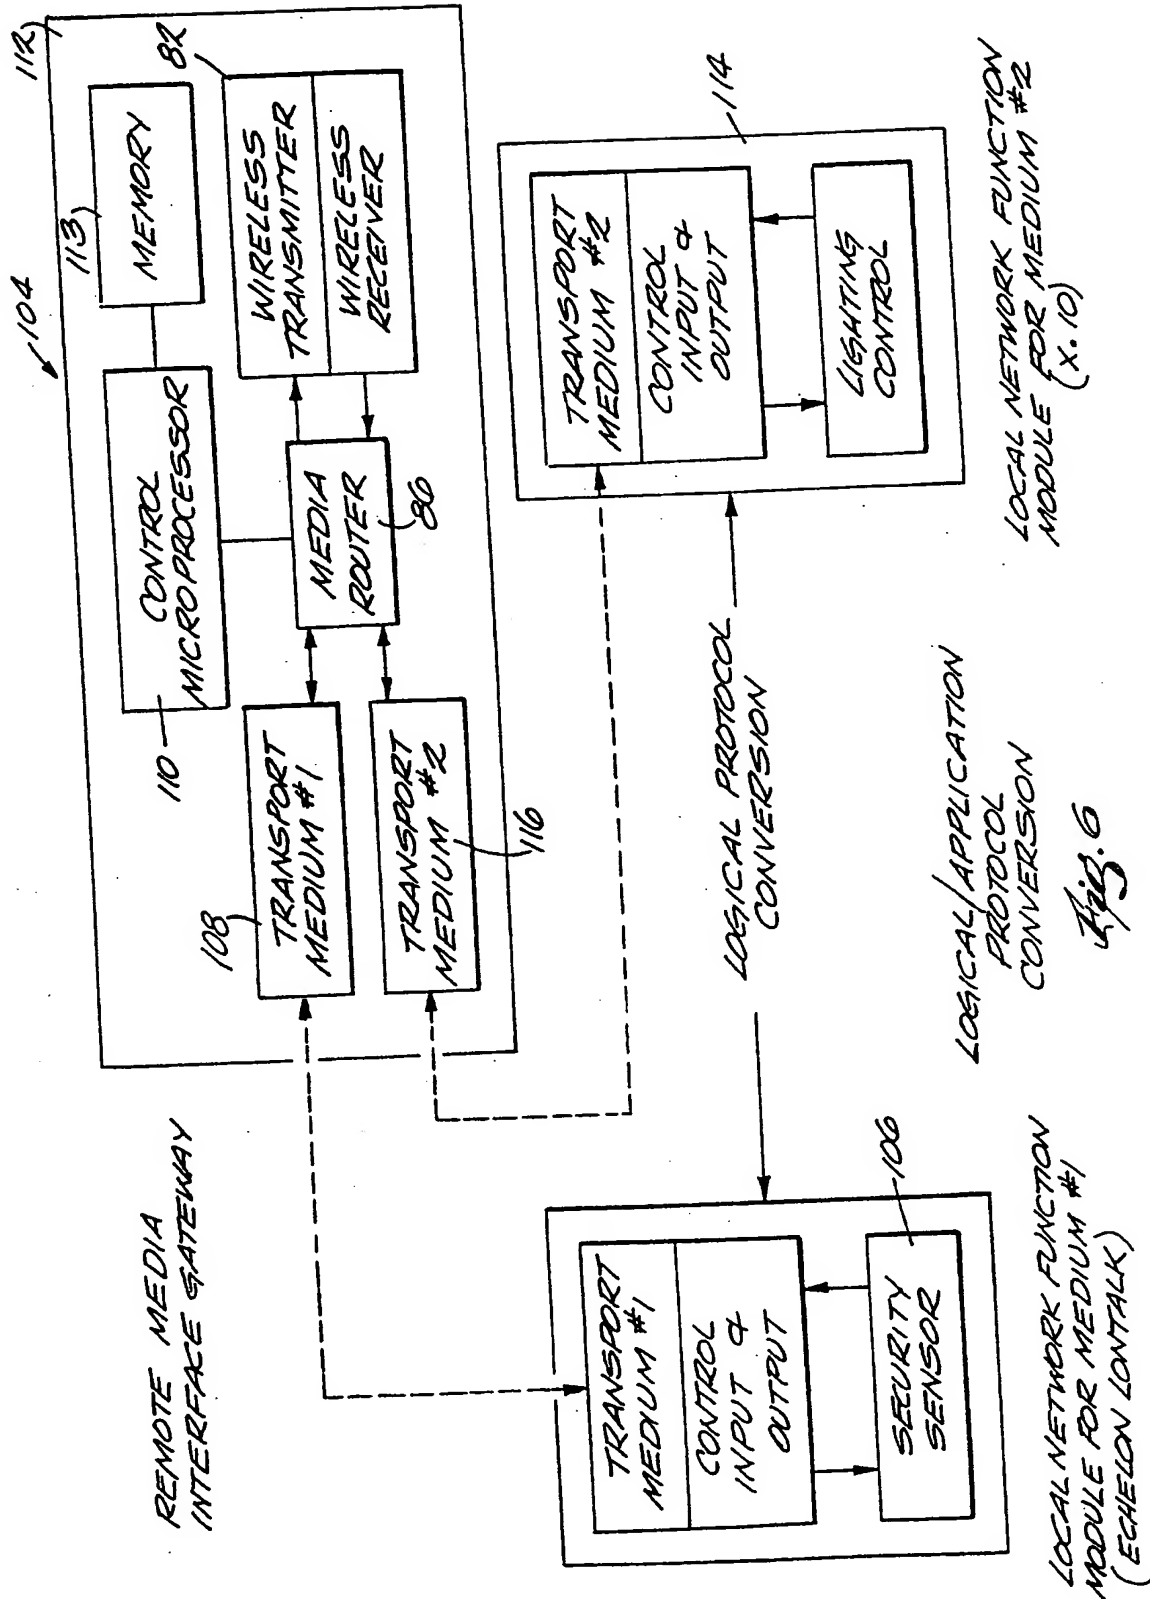 REMOTE MEDIA
INTERFACE GATEWAY
104
112
110
CONTROL
MICROPROCESSOR
113
MEMORY
108
TRANSPORT
MEDIUM #1
MEDIA
ROUTER
86
82
WIRELESS
TRANSMITTER
WIRELESS
RECEIVER
TRANSPORT
MEDIUM #2
116
TRANSPORT
MEDIUM #1
CONTROL
INPUT &
OUTPUT
SECURITY
SENSOR
106
LOCAL NETWORK FUNCTION
MODULE FOR MEDIUM #1
(ECHELON LONTALK)
LOGICAL PROTOCOL
CONVERSION
TRANSPORT
MEDIUM #2
CONTROL
INPUT &
OUTPUT
LIGHTING
CONTROL
114
LOCAL NETWORK FUNCTION
MODULE FOR MEDIUM #2
(X.10)
LOGICAL/APPLICATION
PROTOCOL
CONVERSION
Fig. 6